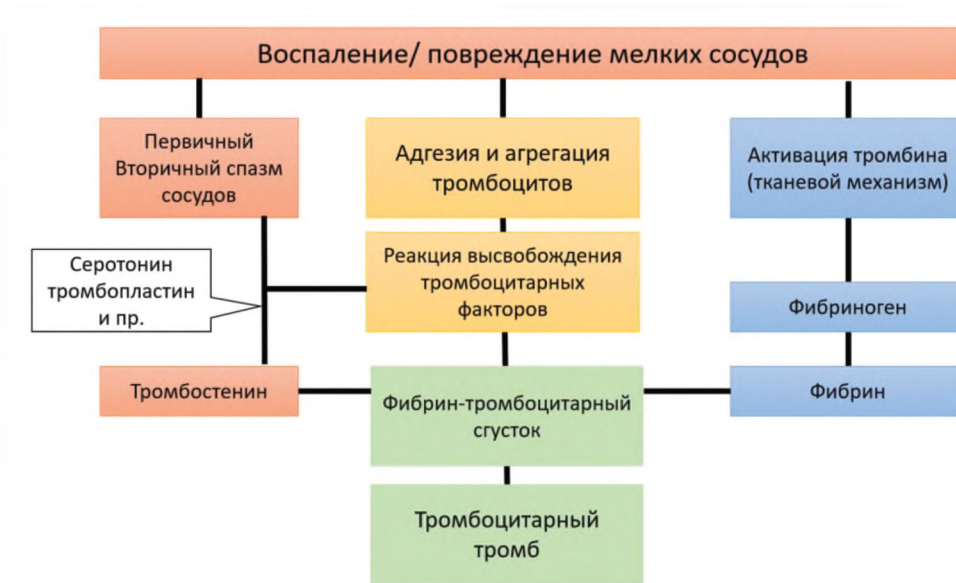 Воспаление/ повреждение мелких сосудов
Первичный
Вторичный спазм
сосудов
Адгезия и агрегация
тромбоцитов
Активация тромбина
(тканевой механизм)
Серотонин
тромбопластин
и пр.
Реакция высвобождения
тромбоцитарных
факторов
Фибриноген
Тромбостенин
Фибрин-тромбоцитарный
сгусток
Фибрин
Тромбоцитарный
тромб